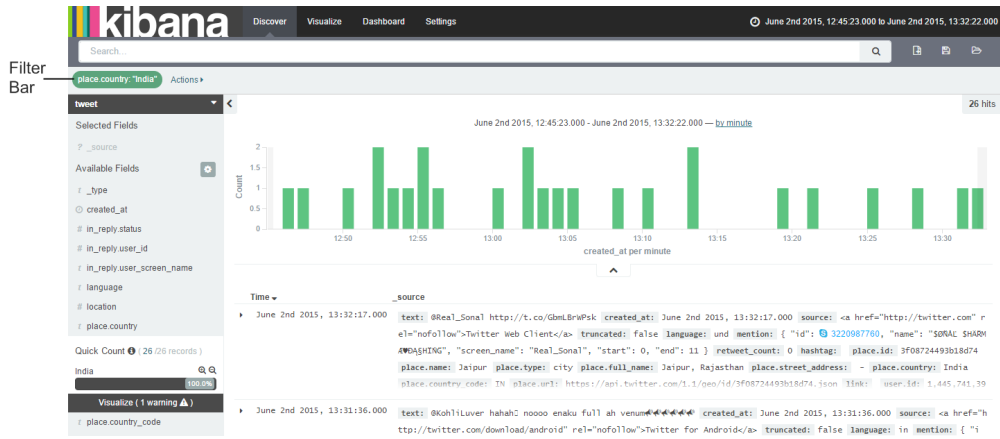 kibana
Discover Visualize Dashboard Settings
June 2nd 2015, 12:45:23.000 to June 2nd 2015, 13:32:22.000
Search...
Filter
Bar
place.country: "India" Actions
tweet
26 hits
Selected Fields
? _source
Available Fields
t _type
created_at
# in_reply.status
# in_reply.user_id
t in_reply.user_screen_name
t language
# location
t place.country
Quick Count ( 26 /26 records )
India
100.0%
Visualize ( 1 warning )
t place.country_code
June 2nd 2015, 12:45:23.000 - June 2nd 2015, 13:32:22.000 — by minute
Count
2
1.5
1
0.5
0
12:50 12:55 13:00 13:05 13:10 13:15 13:20 13:25 13:30
created_at per minute
Time _source
June 2nd 2015, 13:32:17.000 text: @Real_Sonal http://t.co/GbmLBrWPsk created_at: June 2nd 2015, 13:32:17.000 source: <a href="http://twitter.com" r
el="nofollow">Twitter Web Client</a> truncated: false language: und mention: { "id": 3220987760, "name":
", "screen_name": "Real_Sonal", "start": 0, "end": 11 } retweet_count: 0 hashtag: place.id: 3f08724493b18d74
place.name: Jaipur place.type: city place.full_name: Jaipur, Rajasthan place.street_address: - place.country: India
place.country_code: IN place.url: https://api.twitter.com/1.1/geo/id/3f08724493b18d74.json link: user.id: 1,445,741,39
June 2nd 2015, 13:31:36.000 text: @KohliLuver noooo enaku full ah venum created_at: June 2nd 2015, 13:31:36.000 source: <a href="h
ttp://twitter.com/download/android" rel="nofollow">Twitter for Android</a> truncated: false language: in mention: { "i